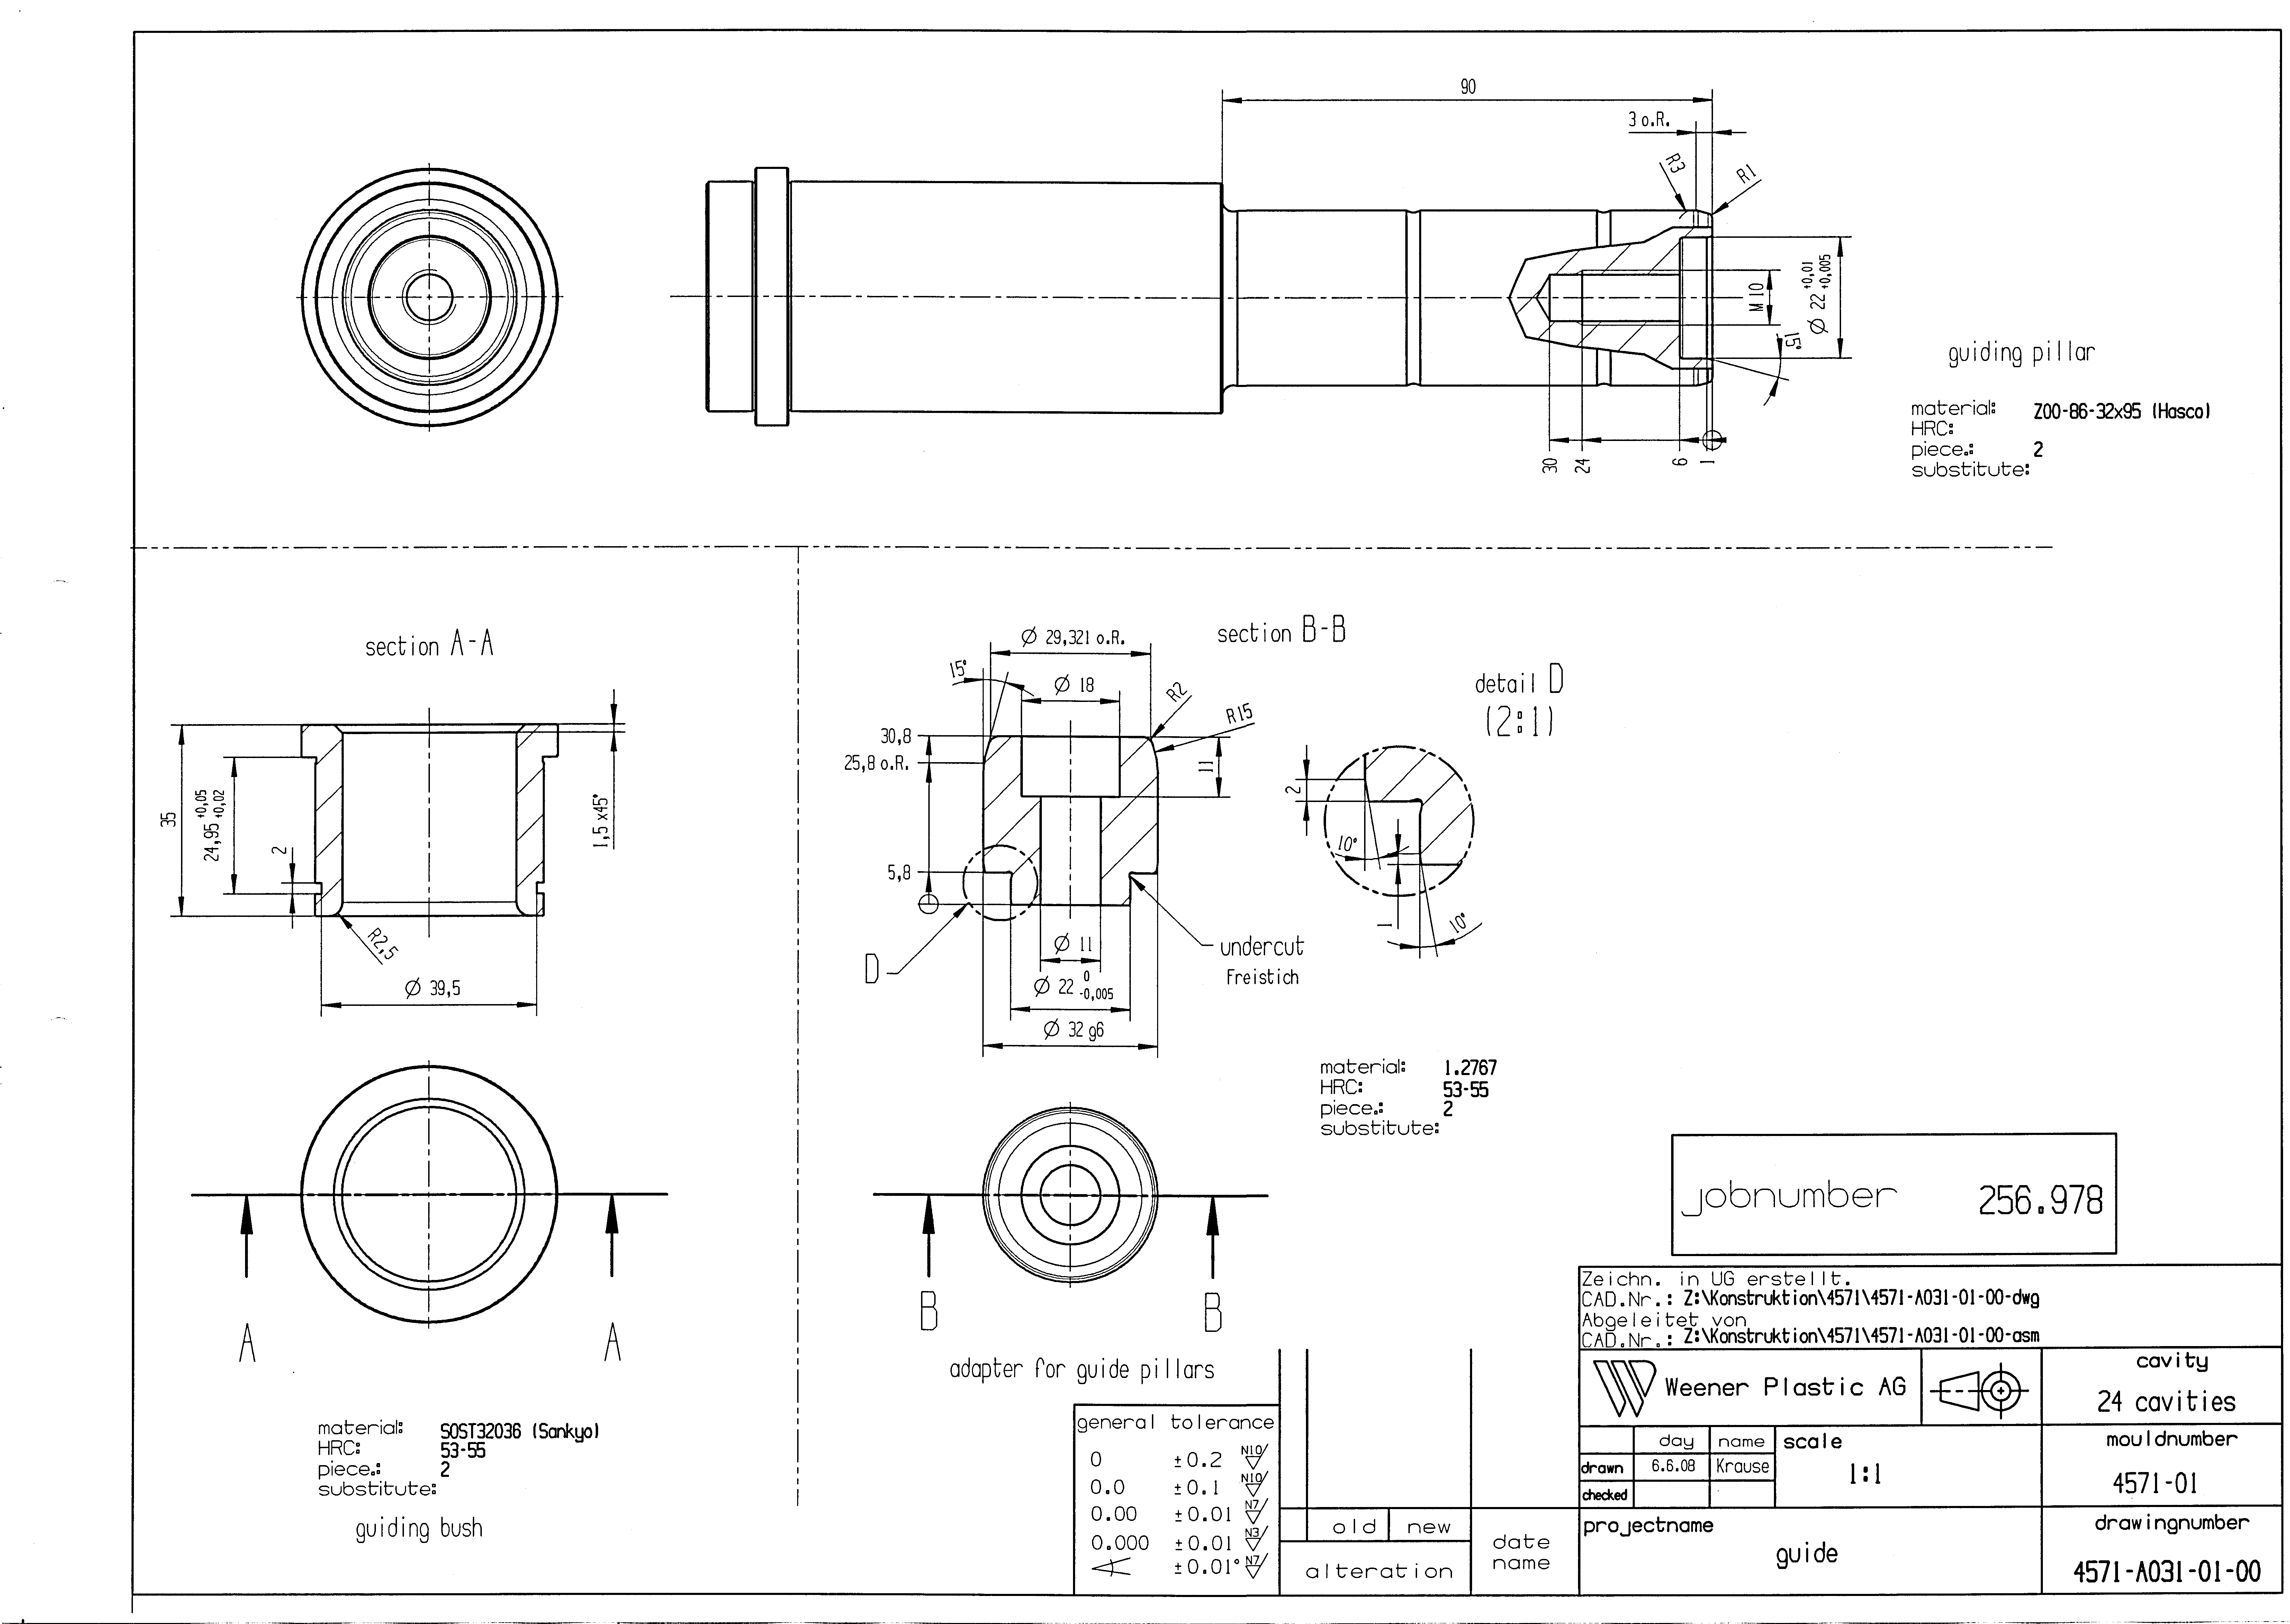 90
3 o.R.
R3
R1
M 10
Ø 22 +0,01 +0,005
15°
30
24
6
1
guiding pillar
material: Z00-86-32x95 (Hasco)
HRC:
piece.: 2
substitute:
section A-A
35
24,95 +0,05 +0,02
2
1,5 x45°
R2,5
Ø 39,5
A
A
material: SOST32036 (Sankyo)
HRC: 53-55
piece.: 2
substitute:
guiding bush
section B-B
Ø 29,321 o.R.
15°
Ø 18
R2
R15
30,8
25,8 o.R.
11
5,8
D
Ø 11
Ø 22 0 -0,005
Ø 32 g6
undercut
Freistich
detail D
(2:1)
2
10°
1
10°
material: 1.2767
HRC: 53-55
piece.: 2
substitute:
B
B
adapter for guide pillars
general tolerance
0 ±0.2 N10
0.0 ±0.1 N10
0.00 ±0.01 N7
0.000 ±0.01 N3
±0.01° N7
old new
alteration
date
name
jobnumber 256.978
Zeichn. in UG erstellt.
CAD.Nr.: Z:\Konstruktion\4571\4571-A031-01-00-dwg
Abgeleitet von
CAD.Nr.: Z:\Konstruktion\4571\4571-A031-01-00-asm
Weener Plastic AG
cavity
24 cavities
day name
drawn 6.6.08 Krause
checked
scale
1:1
mouldnumber
4571-01
projectname
guide
drawingnumber
4571-A031-01-00